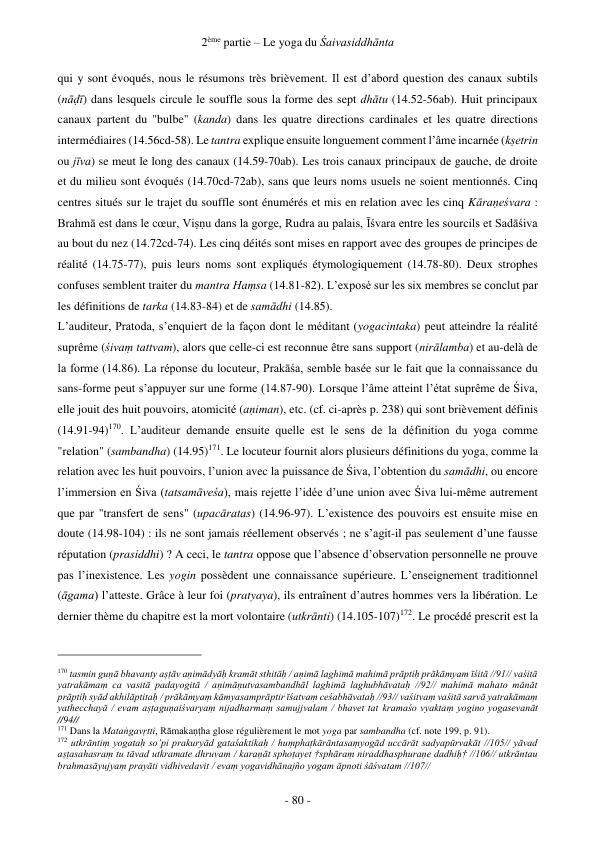 2ème partie – Le yoga du Śaivasiddhānta
qui y sont évoqués, nous le résumons très brièvement. Il est d’abord question des canaux subtils
(nāḍī) dans lesquels circule le souffle sous la forme des sept dhātu (14.52-56ab). Huit principaux
canaux partent du "bulbe" (kanda) dans les quatre directions cardinales et les quatre directions
intermédiaires (14.56cd-58). Le tantra explique ensuite longuement comment l’âme incarnée (kṣetrin
ou jīva) se meut le long des canaux (14.59-70ab). Les trois canaux principaux de gauche, de droite
et du milieu sont évoqués (14.70cd-72ab), sans que leurs noms usuels ne soient mentionnés. Cinq
centres situés sur le trajet du souffle sont énumérés et mis en relation avec les cinq Kāraṇeśvara :
Brahmā est dans le cœur, Viṣṇu dans la gorge, Rudra au palais, Īśvara entre les sourcils et Sadāśiva
au bout du nez (14.72cd-74). Les cinq déités sont mises en rapport avec des groupes de principes de
réalité (14.75-77), puis leurs noms sont expliqués étymologiquement (14.78-80). Deux strophes
confuses semblent traiter du mantra Haṃsa (14.81-82). L’exposé sur les six membres se conclut par
les définitions de tarka (14.83-84) et de samādhi (14.85).
L’auditeur, Pratoda, s’enquiert de la façon dont le méditant (yogacintaka) peut atteindre la réalité
suprême (śivaṃ tattvam), alors que celle-ci est reconnue être sans support (nirālamba) et au-delà de
la forme (14.86). La réponse du locuteur, Prakāśa, semble basée sur le fait que la connaissance du
sans-forme peut s’appuyer sur une forme (14.87-90). Lorsque l’âme atteint l’état suprême de Śiva,
elle jouit des huit pouvoirs, atomicité (aṇiman), etc. (cf. ci-après p. 238) qui sont brièvement définis
(14.91-94)170. L’auditeur demande ensuite quelle est le sens de la définition du yoga comme
"relation" (sambandha) (14.95)171. Le locuteur fournit alors plusieurs définitions du yoga, comme la
relation avec les huit pouvoirs, l’union avec la puissance de Śiva, l’obtention du samādhi, ou encore
l’immersion en Śiva (tatsamāveśa), mais rejette l’idée d’une union avec Śiva lui-même autrement
que par "transfert de sens" (upacāratas) (14.96-97). L’existence des pouvoirs est ensuite mise en
doute (14.98-104) : ils ne sont jamais réellement observés ; ne s’agit-il pas seulement d’une fausse
réputation (prasiddhi) ? A ceci, le tantra oppose que l’absence d’observation personnelle ne prouve
pas l’inexistence. Les yogin possèdent une connaissance supérieure. L’enseignement traditionnel
(āgama) l’atteste. Grâce à leur foi (pratyaya), ils entraînent d’autres hommes vers la libération. Le
dernier thème du chapitre est la mort volontaire (utkrānti) (14.105-107)172. Le procédé prescrit est la
170 tasmin guṇā bhavanty aṣṭāv aṇimādyāḥ kramāt sthitāḥ / aṇimā laghimā mahimā prāptiḥ prākāmyam īśitā //91// vaśitā
yatrakāmaṃ ca vasitā padayogitā / aṇimāṇutvasambandhāl laghimā laghubhāvataḥ //92// mahimā mahato mānāt
prāptiḥ syād akhilāptitaḥ / prākāmyaṃ kāmyasamprāptir īśatvaṃ ceśabhāvataḥ //93// vaśitvaṃ vaśitā sarvā yatrakāmaṃ
yathecchayā / evam aṣṭaguṇaiśvaryaṃ nijadharmaṃ samujjvalam / bhavet tat kramaśo vyaktaṃ yogino yogasevanāt
//94//
171 Dans la Mataṅgavṛtti, Rāmakaṇṭha glose régulièrement le mot yoga par sambandha (cf. note 199, p. 91).
172 utkrāntiṃ yogataḥ so’pi prakuryād gataśaktikaḥ / huṃphaṭkārāntasaṃyogād uccārāt sadyapūrvakāt //105// yāvad
aṣṭasahasraṃ tu tāvad utkramate dhruvam / karaṇāt sphoṭayet †sphāraṃ niraddhasphuraṇe dadhiḥ† //106// utkrāntau
brahmasāyujyaṃ prayāti vidhivedavit / evaṃ yogavidhānajño yogam āpnoti śāśvatam //107//
- 80 -